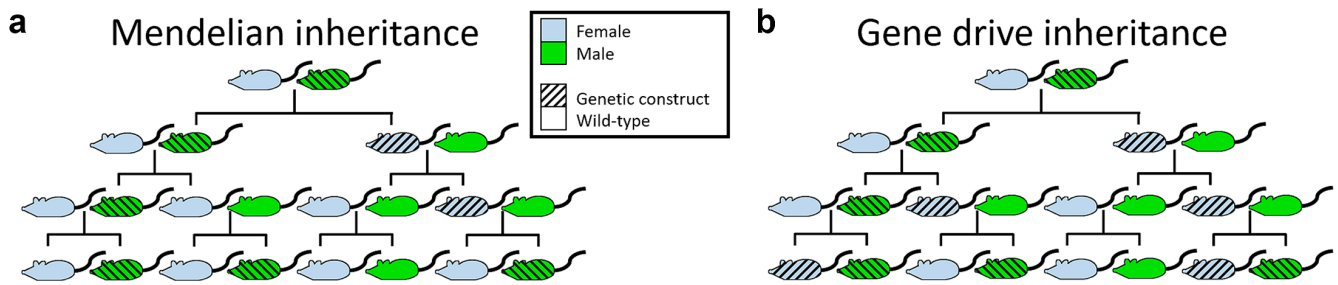 a
Mendelian inheritance
Female
Male
Genetic construct
Wild-type
b
Gene drive inheritance